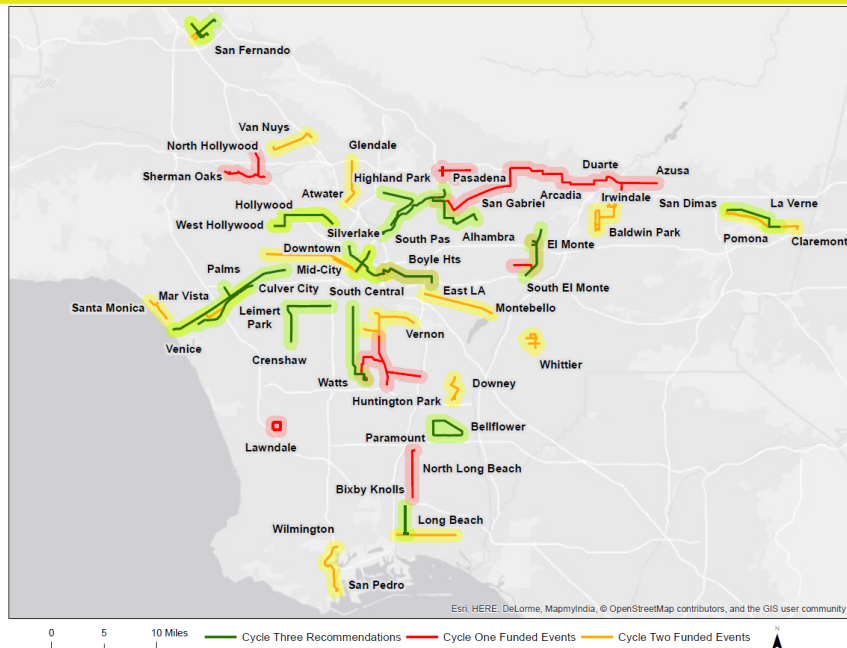 San Fernando
Van Nuys
North Hollywood
Glendale
Sherman Oaks
Highland Park
Pasadena
Duarte
Azusa
Atwater
San Gabriel
Arcadia
Irwindale
San Dimas
La Verne
Hollywood
West Hollywood
Silverlake
South Pas
Alhambra
Baldwin Park
Pomona
Claremont
Downtown
El Monte
Palms
Mid-City
Boyle Hts
Culver City
South Central
East LA
South El Monte
Santa Monica
Mar Vista
Leimert
Park
Montebello
Venice
Vernon
Crenshaw
Whittier
Watts
Downey
Huntington Park
Bellflower
Paramount
Lawndale
North Long Beach
Bixby Knolls
Long Beach
Wilmington
San Pedro
Esri, HERE, DeLorme, MapmyIndia, © OpenStreetMap contributors, and the GIS user community
0 5 10 Miles Cycle Three Recommendations Cycle One Funded Events Cycle Two Funded Events N